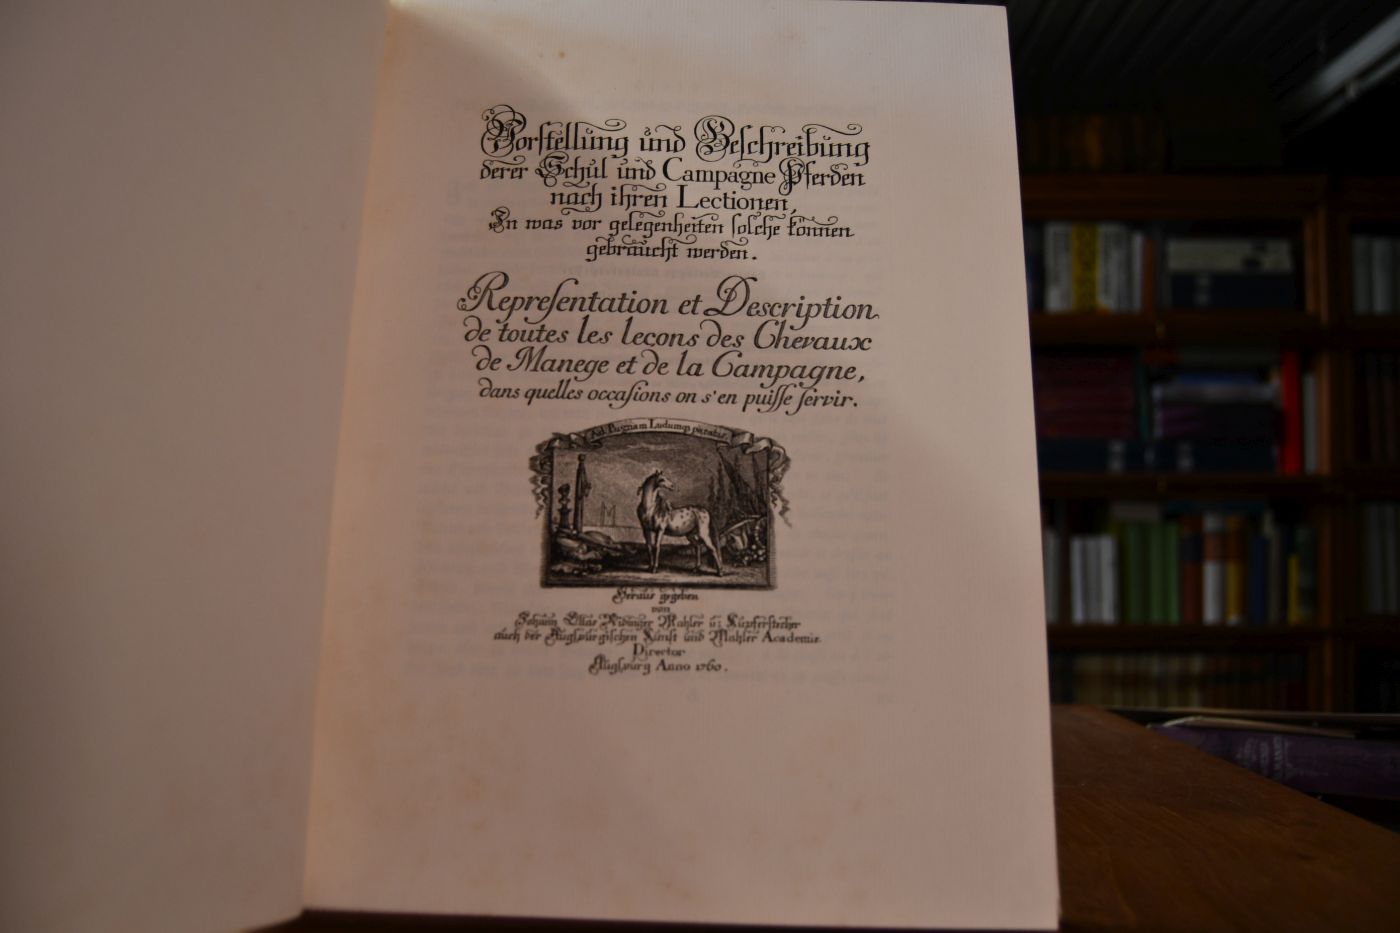 Vorstellung und Beschreibung
derer Schul und Campagne Pferden
nach ihren Lectionen,
In was vor gelegenheiten solche können
gebraucht werden.
Repreſentation et Description
de toutes les lecons des Chevaux
de Manege et de la Campagne,
dans quelles occaſions on s'en puiſſe ſervir.
Ad Pugnam Ludumq paratus.
Heraus gegeben
von
Johann Elias Ridinger Mahler u: Kupferstecher
auch der Augspurgischen Kunst und Mahler Academie
Director
Augspurg Anno 1760.